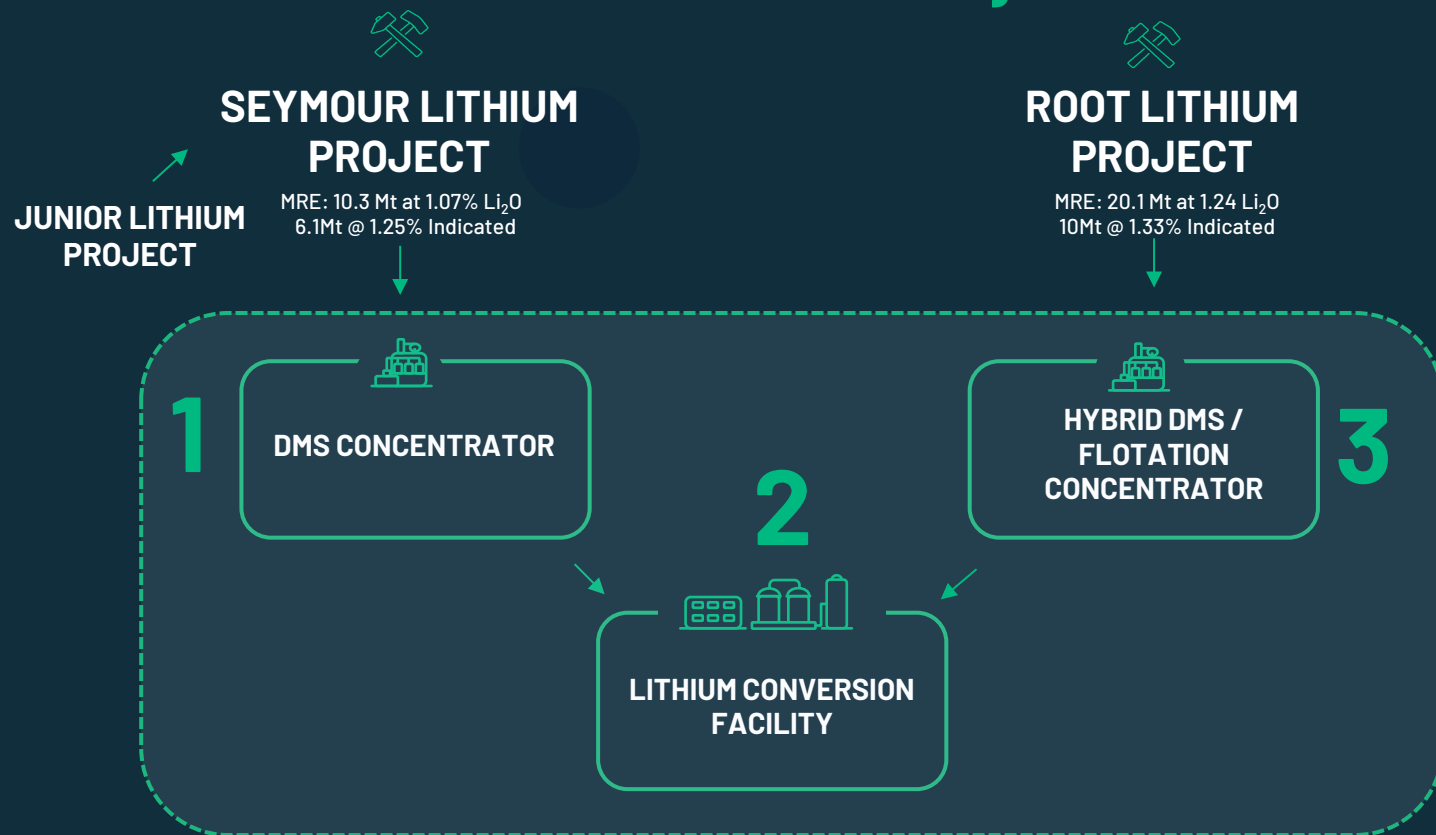 SEYMOUR LITHIUM
PROJECT
MRE: 10.3 Mt at 1.07% Li₂O
6.1Mt @ 1.25% Indicated
JUNIOR LITHIUM
PROJECT
ROOT LITHIUM
PROJECT
MRE: 20.1 Mt at 1.24 Li₂O
10Mt @ 1.33% Indicated
1
DMS CONCENTRATOR
2
LITHIUM CONVERSION
FACILITY
HYBRID DMS /
FLOTATION
CONCENTRATOR
3